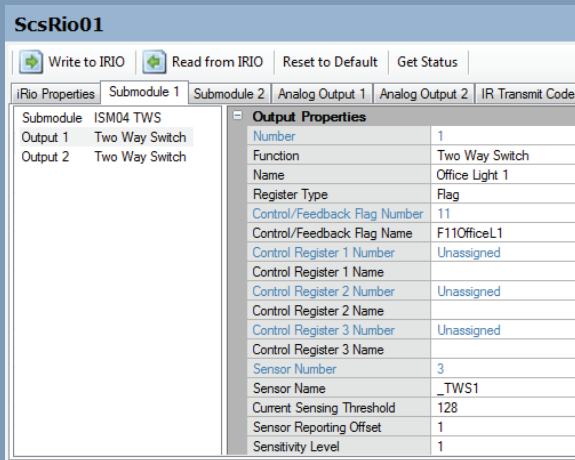 ScsRio01
Write to IRIO Read from IRIO Reset to Default Get Status
iRio Properties Submodule 1 Submodule 2 Analog Output 1 Analog Output 2 IR Transmit Code
Submodule ISM04 TWS
Output 1 Two Way Switch
Output 2 Two Way Switch
Output Properties
Number 1
Function Two Way Switch
Name Office Light 1
Register Type Flag
Control/Feedback Flag Number 11
Control/Feedback Flag Name F11OfficeL1
Control Register 1 Number Unassigned
Control Register 1 Name
Control Register 2 Number Unassigned
Control Register 2 Name
Control Register 3 Number Unassigned
Control Register 3 Name
Sensor Number 3
Sensor Name _TWS1
Current Sensing Threshold 128
Sensor Reporting Offset 1
Sensitivity Level 1